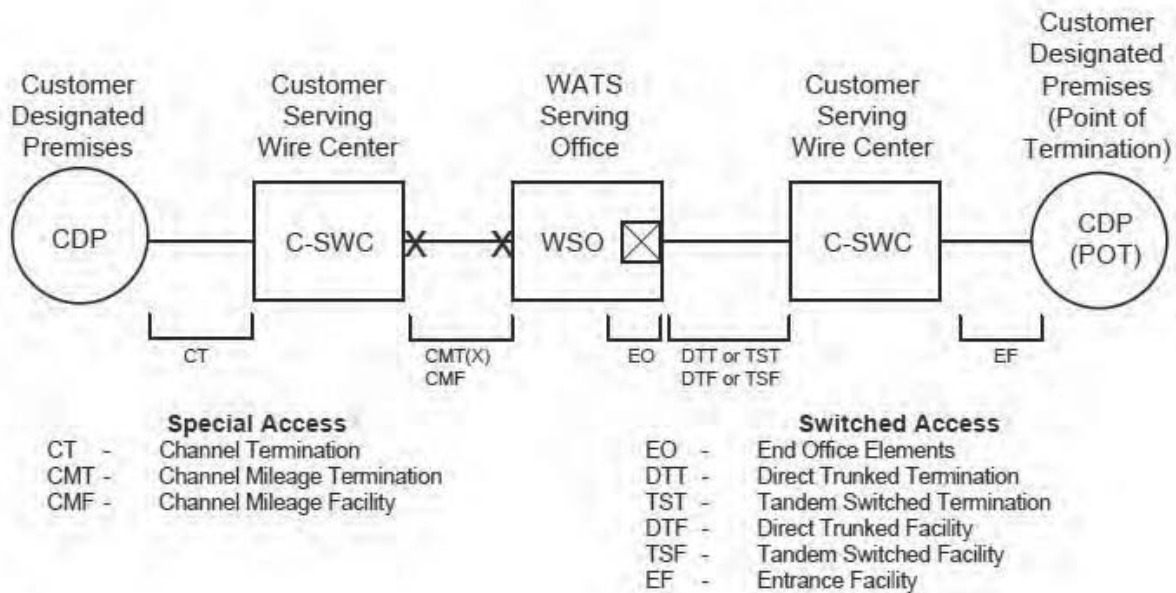 Customer
Designated
Premises
Customer
Serving
Wire Center
WATS
Serving
Office
Customer
Serving
Wire Center
Customer
Designated
Premises
(Point of
Termination)
CDP
C-SWC
X
X
WSO
C-SWC
CDP
(POT)
CT
CMT(X)
CMF
EO
DTT or TST
DTF or TSF
EF
Special Access
CT - Channel Termination
CMT - Channel Mileage Termination
CMF - Channel Mileage Facility
Switched Access
EO - End Office Elements
DTT - Direct Trunked Termination
TST - Tandem Switched Termination
DTF - Direct Trunked Facility
TSF - Tandem Switched Facility
EF - Entrance Facility